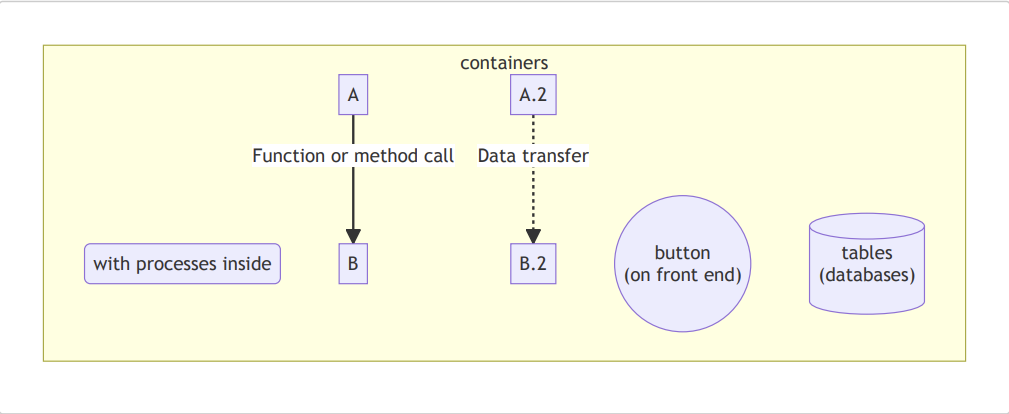 containers
A
A.2
Function or method call
Data transfer
with processes inside
B
B.2
button
(on front end)
tables
(databases)